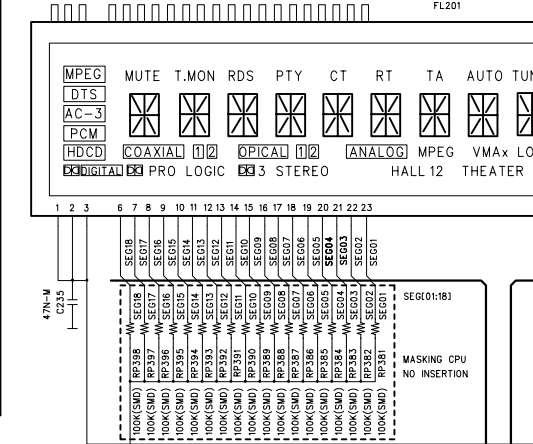 FL201
MPEG MUTE T.MON RDS PTY CT RT TA AUTO TUN
DTS
AC-3
PCM
HDCD COAXIAL 1 2 OPICAL 1 2 ANALOG MPEG VMAx LO
DIGITAL PRO LOGIC 3 STEREO HALL 12 THEATER
1 2 3 6 7 8 9 10 11 12 13 14 15 16 17 18 19 20 21 22 23
SEG18 SEG17 SEG16 SEG15 SEG14 SEG13 SEG12 SEG11 SEG10 SEG09 SEG08 SEG07 SEG06 SEG05 SEG04 SEG03 SEG02 SEG01
47N-M
C235
SEG18 SEG17 SEG16 SEG15 SEG14 SEG13 SEG12 SEG11 SEG10 SEG09 SEG08 SEG07 SEG06 SEG05 SEG04 SEG03 SEG02 SEG01
SEG[01:18]
RP398 RP397 RP396 RP395 RP394 RP393 RP392 RP391 RP390 RP389 RP388 RP387 RP386 RP385 RP384 RP383 RP382 RP381
MASKING CPU
NO INSERTION
100K(SMD) 100K(SMD) 100K(SMD) 100K(SMD) 100K(SMD) 100K(SMD) 100K(SMD) 100K(SMD) 100K(SMD) 100K(SMD) 100K(SMD) 100K(SMD) 100K(SMD) 100K(SMD) 100K(SMD) 100K(SMD) 100K(SMD) 100K(SMD)